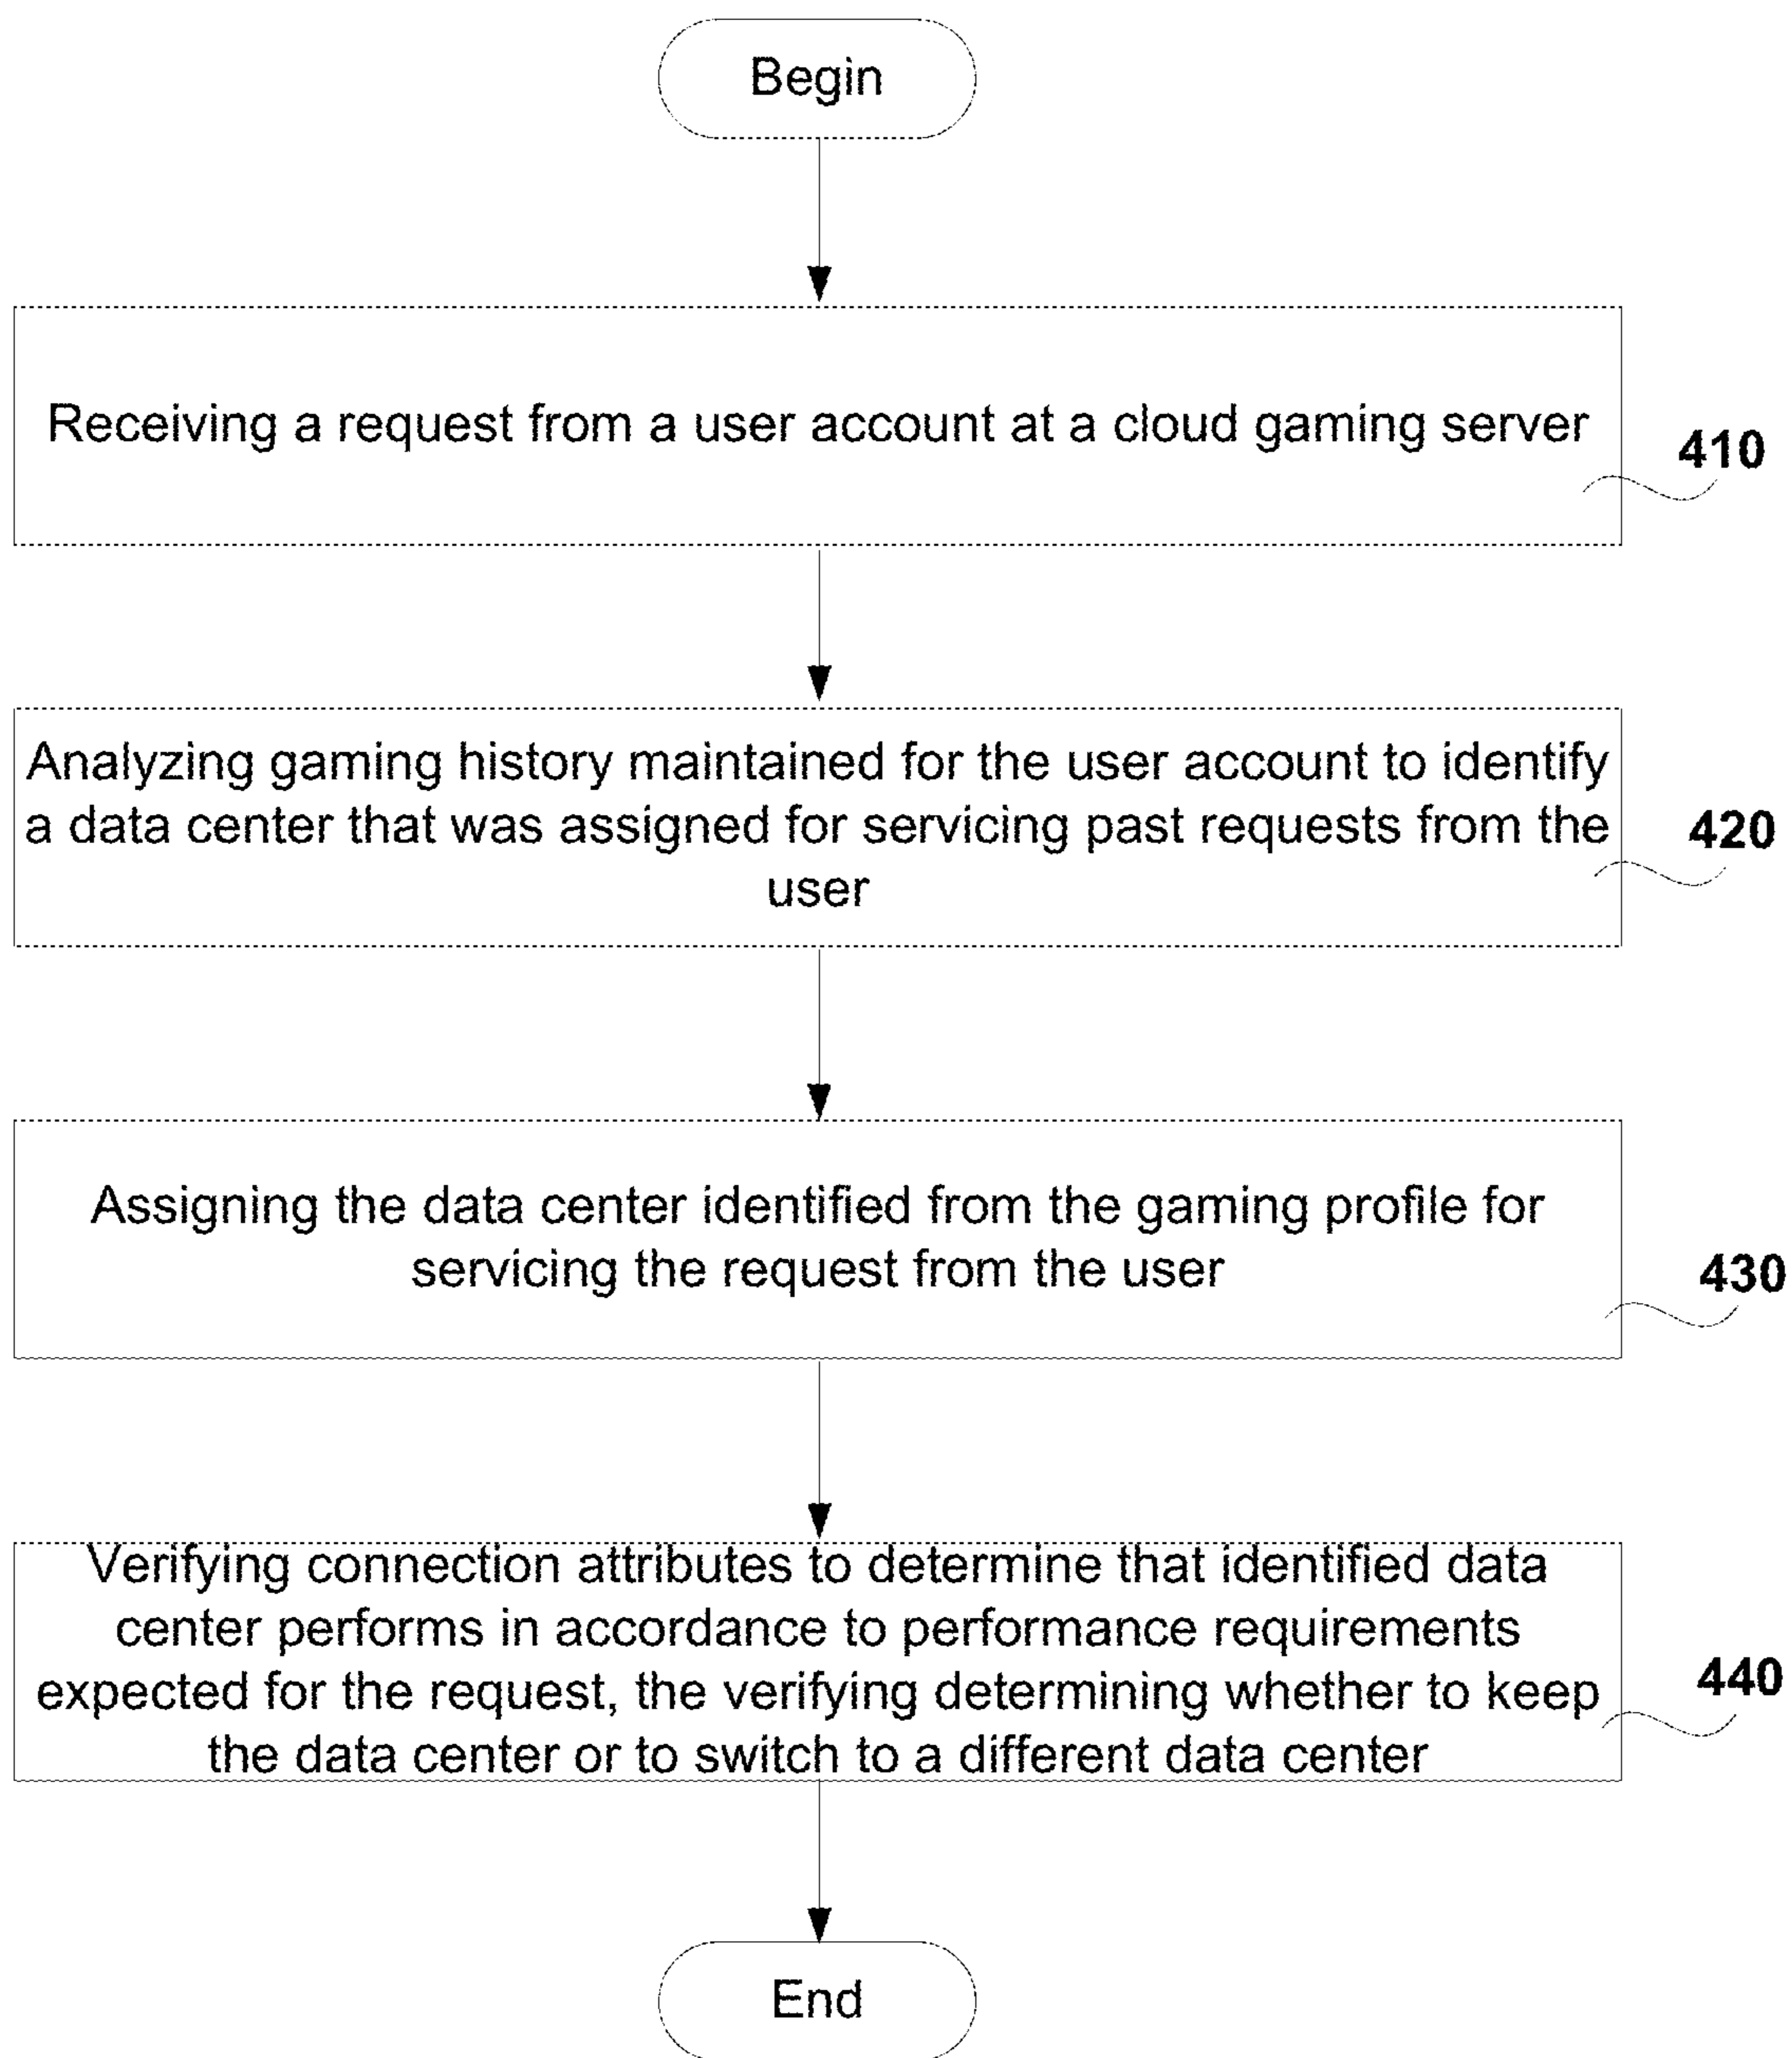 Begin
Receiving a request from a user account at a cloud gaming server
410
Analyzing gaming history maintained for the user account to identify
a data center that was assigned for servicing past requests from the
user
420
Assigning the data center identified from the gaming profile for
servicing the request from the user
430
Verifying connection attributes to determine that identified data
center performs in accordance to performance requirements
expected for the request, the verifying determining whether to keep
the data center or to switch to a different data center
440
End